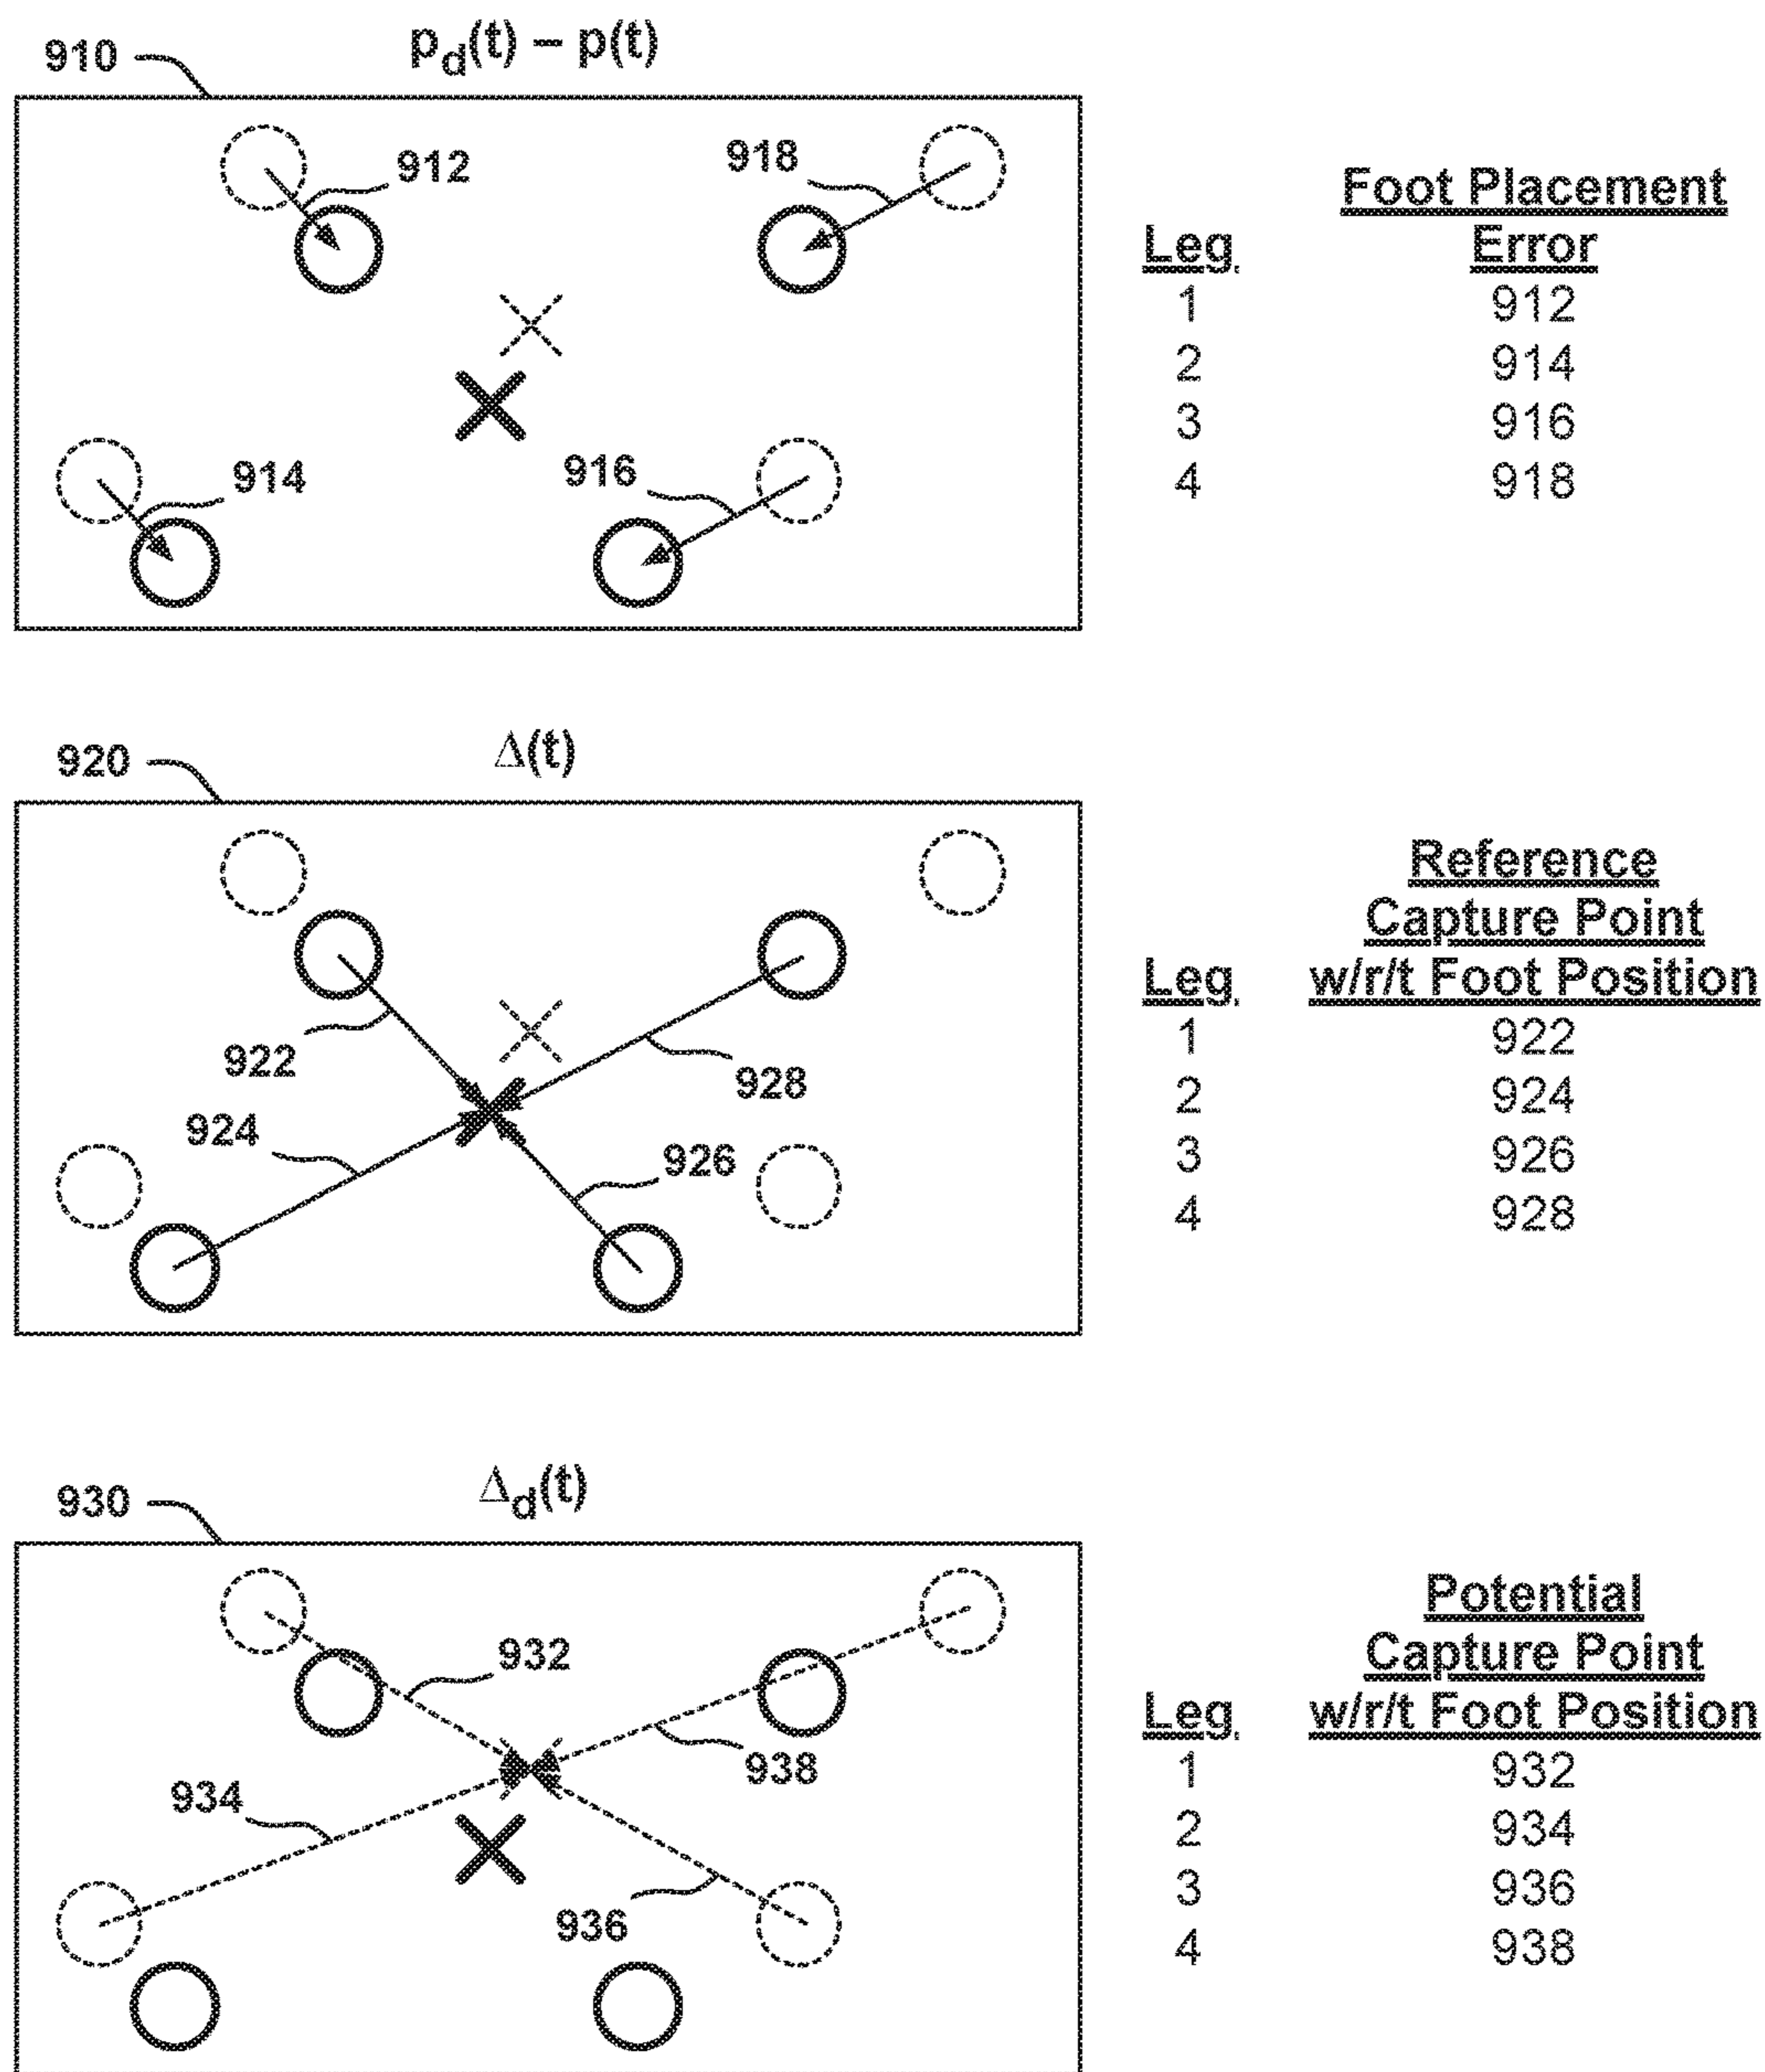 910
p_d(t) – p(t)
912
918
914
916
Foot Placement
Leg Error
1 912
2 914
3 916
4 918
920
Δ(t)
922
928
924
926
Reference
Capture Point
Leg w/r/t Foot Position
1 922
2 924
3 926
4 928
930
Δ_d(t)
932
938
934
936
Potential
Capture Point
Leg w/r/t Foot Position
1 932
2 934
3 936
4 938